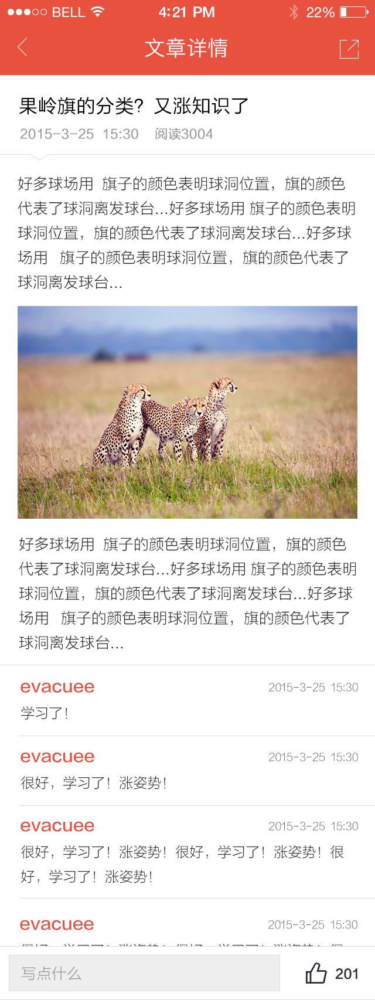 BELL 4:21 PM 22%
文章详情
果岭旗的分类？又涨知识了
2015-3-25 15:30 阅读3004
好多球场用 旗子的颜色表明球洞位置，旗的颜色
代表了球洞离发球台...好多球场用 旗子的颜色表明
球洞位置，旗的颜色代表了球洞离发球台...好多球
场用 旗子的颜色表明球洞位置，旗的颜色代表了
球洞离发球台...
好多球场用 旗子的颜色表明球洞位置，旗的颜色
代表了球洞离发球台...好多球场用 旗子的颜色表明
球洞位置，旗的颜色代表了球洞离发球台...好多球
场用 旗子的颜色表明球洞位置，旗的颜色代表了
球洞离发球台...
evacuee 2015-3-25 15:30
学习了！
evacuee 2015-3-25 15:30
很好，学习了！涨姿势！
evacuee 2015-3-25 15:30
很好，学习了！涨姿势！很好，学习了！涨姿势！很
好，学习了！涨姿势！
evacuee 2015-3-25 15:30
写点什么 201